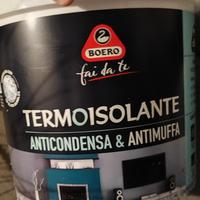 BOERO
fai da te
TERMOISOLANTE
ANTICONDENSA & ANTIMUFFA